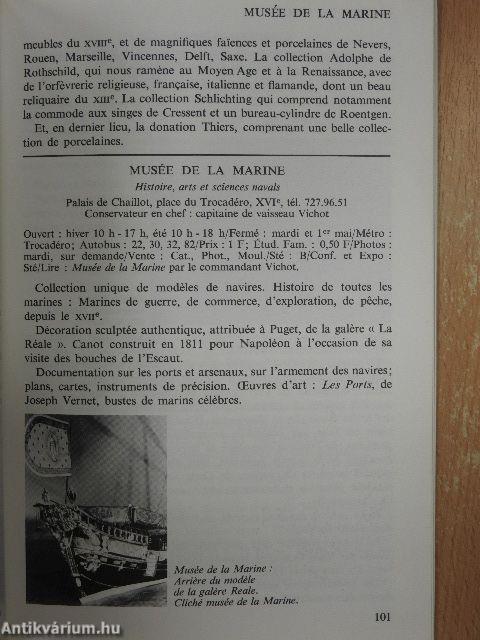 MUSÉE DE LA MARINE
meubles du XVIIIe, et de magnifiques faïences et porcelaines de Nevers,
Rouen, Marseille, Vincennes, Delft, Saxe. La collection Adolphe de
Rothschild, qui nous ramène au Moyen Age et à la Renaissance, avec
de l'orfèvrerie religieuse, française, italienne et flamande, dont un beau
reliquaire du XIIIe. La collection Schlichting qui comprend notamment
la commode aux singes de Cressent et un bureau-cylindre de Roentgen.
Et, en dernier lieu, la donation Thiers, comprenant une belle collec-
tion de porcelaines.
MUSÉE DE LA MARINE
Histoire, arts et sciences navals
Palais de Chaillot, place du Trocadéro, XVIe, tél. 727.96.51
Conservateur en chef : capitaine de vaisseau Vichot
Ouvert : hiver 10 h - 17 h, été 10 h - 18 h/Fermé : mardi et 1er mai/Métro :
Trocadéro; Autobus : 22, 30, 32, 82/Prix : 1 F; Étud. Fam. : 0,50 F/Photos :
mardi, sur demande/Vente : Cat., Phot., Moul./Sté : B/Conf. et Expo :
Sté/Lire : Musée de la Marine par le commandant Vichot.
Collection unique de modèles de navires. Histoire de toutes les
marines : Marines de guerre, de commerce, d'exploration, de pêche,
depuis le XVIIe.
Décoration sculptée authentique, attribuée à Puget, de la galère « La
Réale ». Canot construit en 1811 pour Napoléon à l'occasion de sa
visite des bouches de l'Escaut.
Documentation sur les ports et arsenaux, sur l'armement des navires;
plans, cartes, instruments de précision. Œuvres d'art : Les Ports, de
Joseph Vernet, bustes de marins célèbres.
Musée de la Marine :
Arrière du modèle
de la galère Reale.
Cliché musée de la Marine.
101
Antikvárium.hu